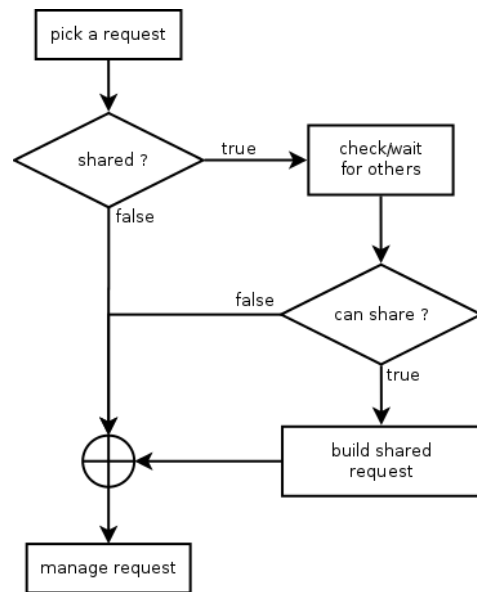 pick a request
shared ?
true
check/wait
for others
false
false
can share ?
true
build shared
request
manage request